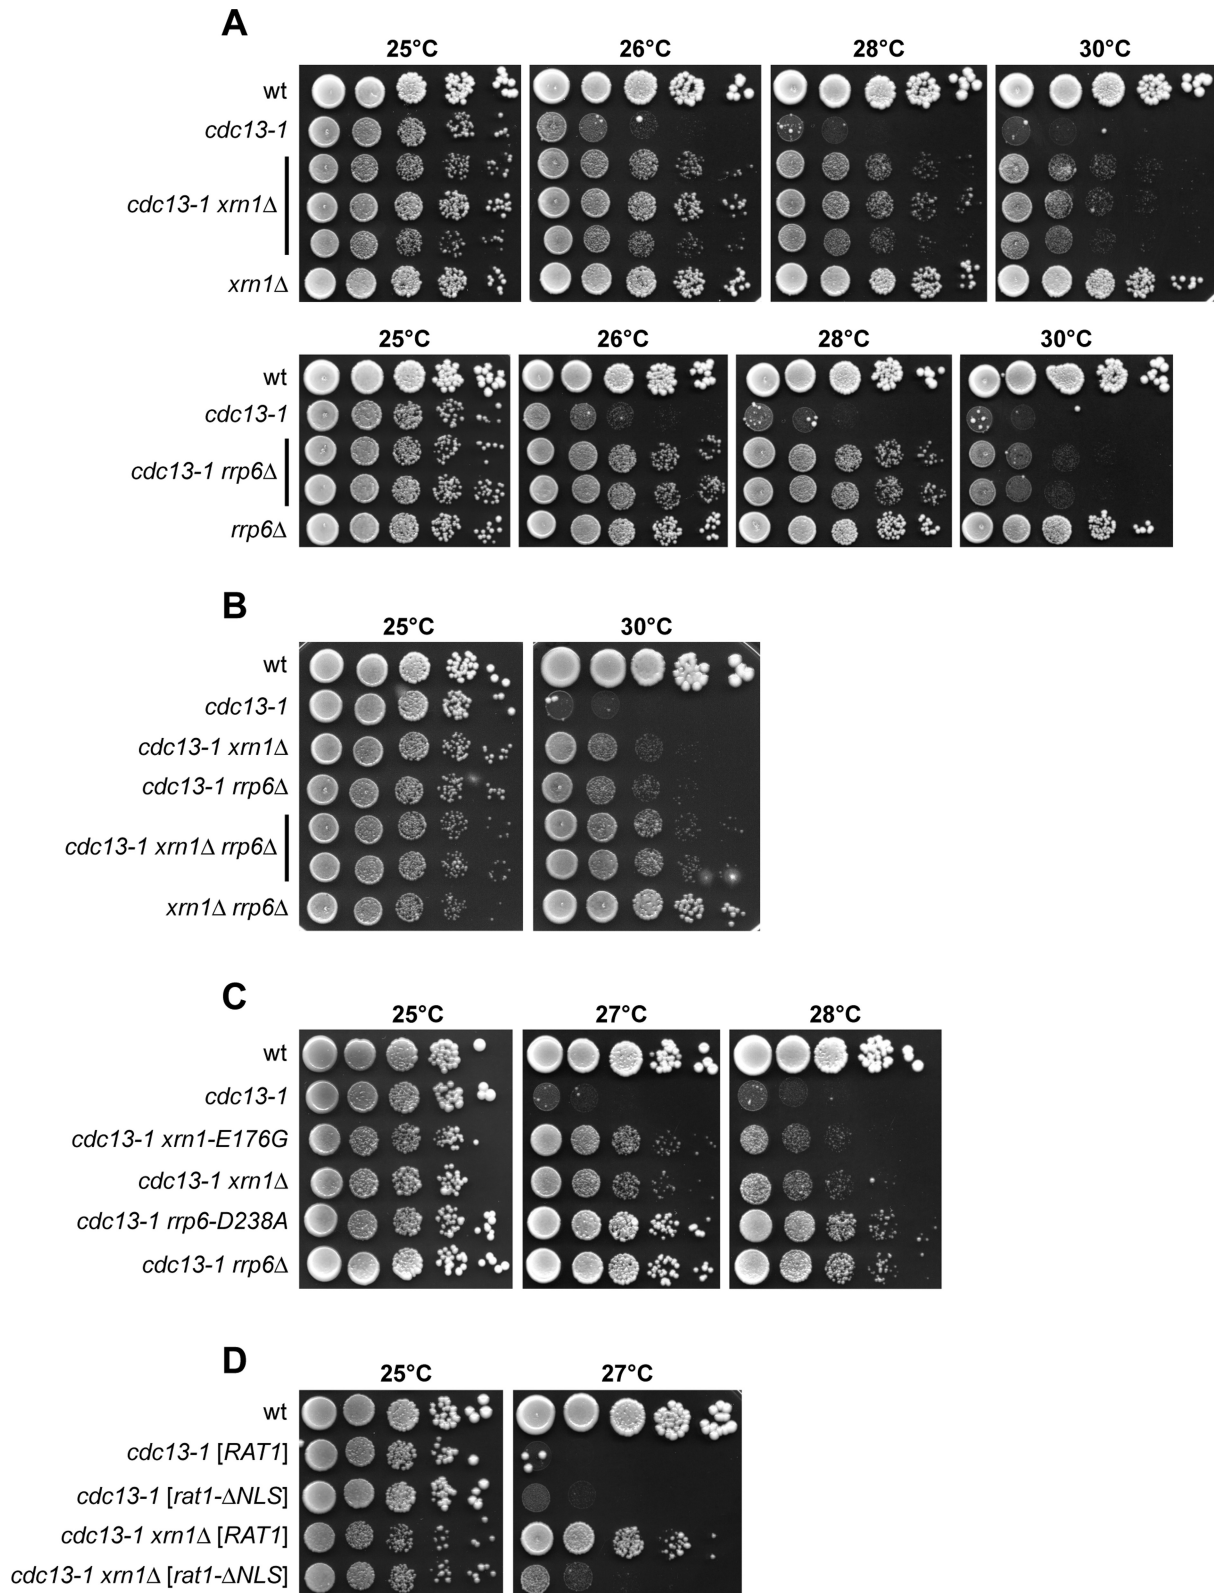 A
25°C 26°C 28°C 30°C
wt
cdc13-1
cdc13-1 xrn1Δ
xrn1Δ
25°C 26°C 28°C 30°C
wt
cdc13-1
cdc13-1 rrp6Δ
rrp6Δ
B
25°C 30°C
wt
cdc13-1
cdc13-1 xrn1Δ
cdc13-1 rrp6Δ
cdc13-1 xrn1Δ rrp6Δ
xrn1Δ rrp6Δ
C
25°C 27°C 28°C
wt
cdc13-1
cdc13-1 xrn1-E176G
cdc13-1 xrn1Δ
cdc13-1 rrp6-D238A
cdc13-1 rrp6Δ
D
25°C 27°C
wt
cdc13-1 [RAT1]
cdc13-1 [rat1-ΔNLS]
cdc13-1 xrn1Δ [RAT1]
cdc13-1 xrn1Δ [rat1-ΔNLS]